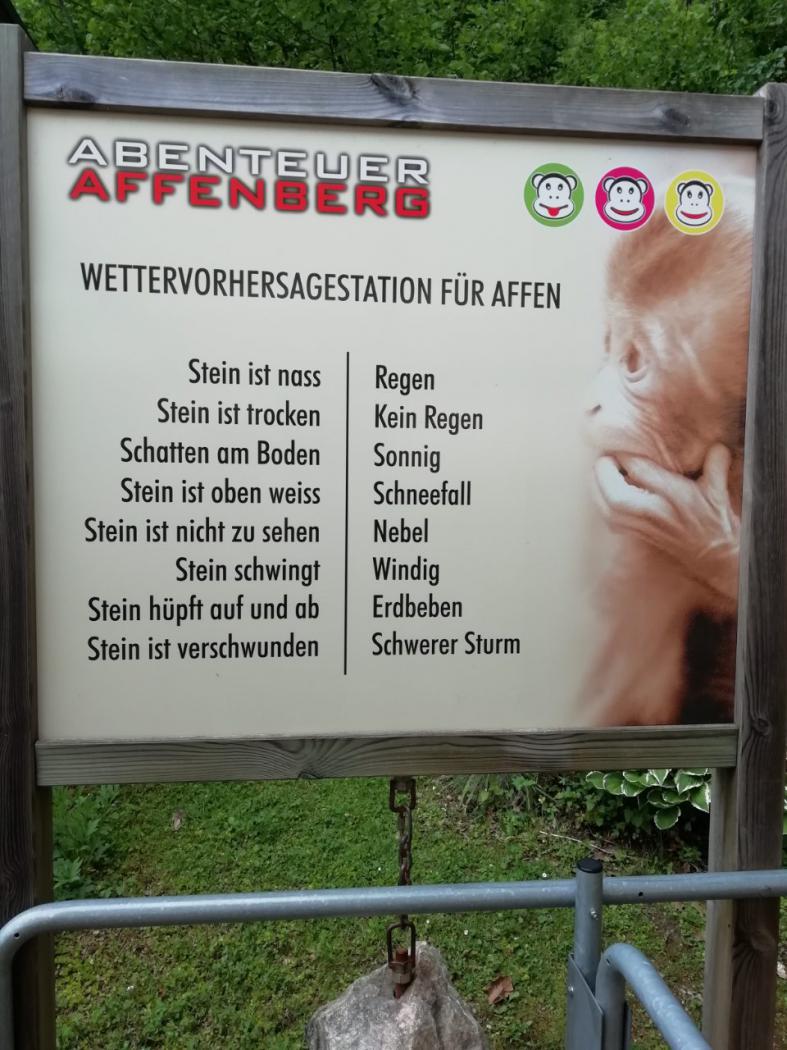 ABENTEUER
AFFENBERG
WETTERVORHERSAGESTATION FÜR AFFEN
Stein ist nass Regen
Stein ist trocken Kein Regen
Schatten am Boden Sonnig
Stein ist oben weiss Schneefall
Stein ist nicht zu sehen Nebel
Stein schwingt Windig
Stein hüpft auf und ab Erdbeben
Stein ist verschwunden Schwerer Sturm